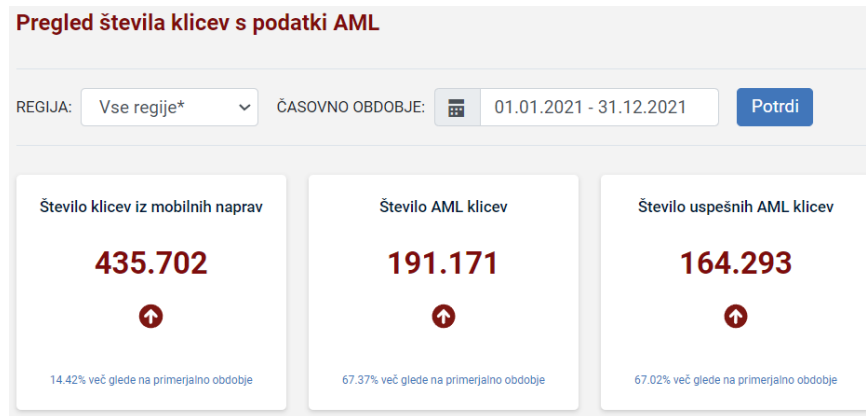 Pregled števila klicev s podatki AML
REGIJA: Vse regije* ČASOVNO OBDOBJE: 01.01.2021 - 31.12.2021 Potrdi
Število klicev iz mobilnih naprav
435.702
14.42% več glede na primerjalno obdobje
Število AML klicev
191.171
67.37% več glede na primerjalno obdobje
Število uspešnih AML klicev
164.293
67.02% več glede na primerjalno obdobje